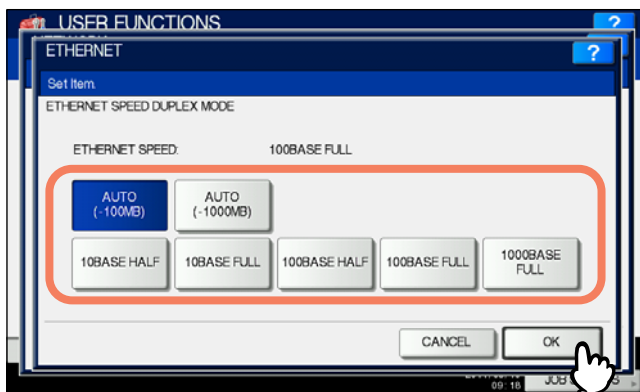 USER FUNCTIONS
?
ETHERNET
?
Set Item.
ETHERNET SPEED DUPLEX MODE
ETHERNET SPEED: 100BASE FULL
AUTO
(-100MB)
AUTO
(-1000MB)
10BASE HALF
10BASE FULL
100BASE HALF
100BASE FULL
1000BASE
FULL
CANCEL
OK
09:18
JOB